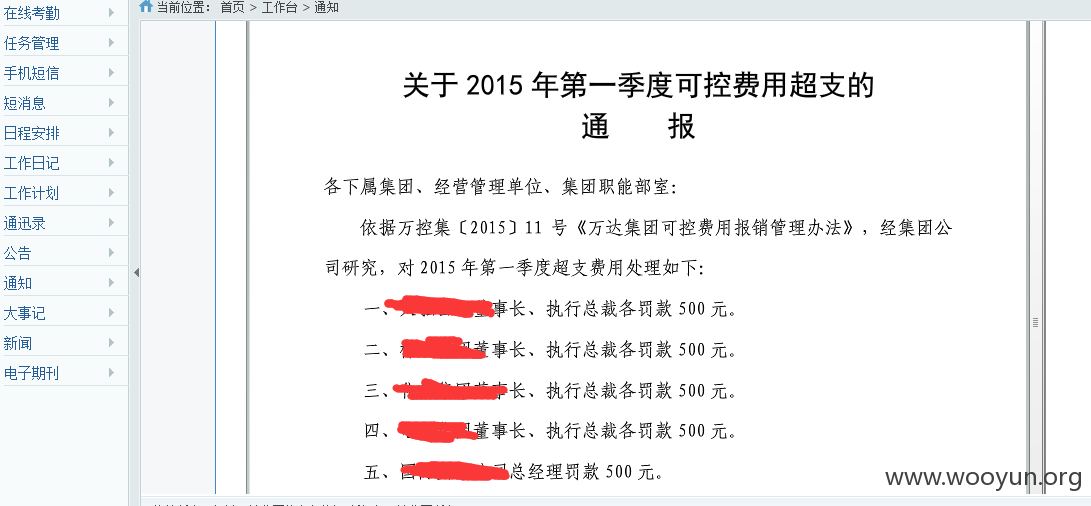 当前位置: 首页 > 工作台 > 通知
在线考勤
任务管理
手机短信
短消息
日程安排
工作日记
工作计划
通迅录
公告
通知
大事记
新闻
电子期刊
关于 2015 年第一季度可控费用超支的
通 报
各下属集团、经营管理单位、集团职能部室:
依据万控集〔2015〕11 号《万达集团可控费用报销管理办法》, 经集团公
司研究, 对 2015 年第一季度超支费用处理如下:
一、 董事长、执行总裁各罚款 500 元。
二、 董事长、执行总裁各罚款 500 元。
三、 董事长、执行总裁各罚款 500 元。
四、 董事长、执行总裁各罚款 500 元。
五、 总经理罚款 500 元。
www.wooyun.org